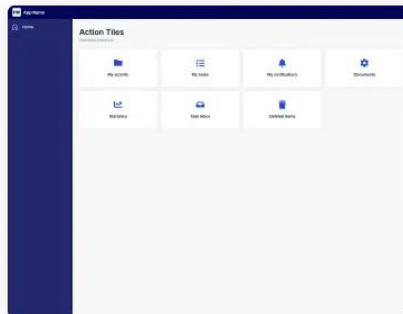 App Name
Home
Action Tiles
My activity
My tasks
My notifications
Documents
Statistics
Task inbox
Deleted items